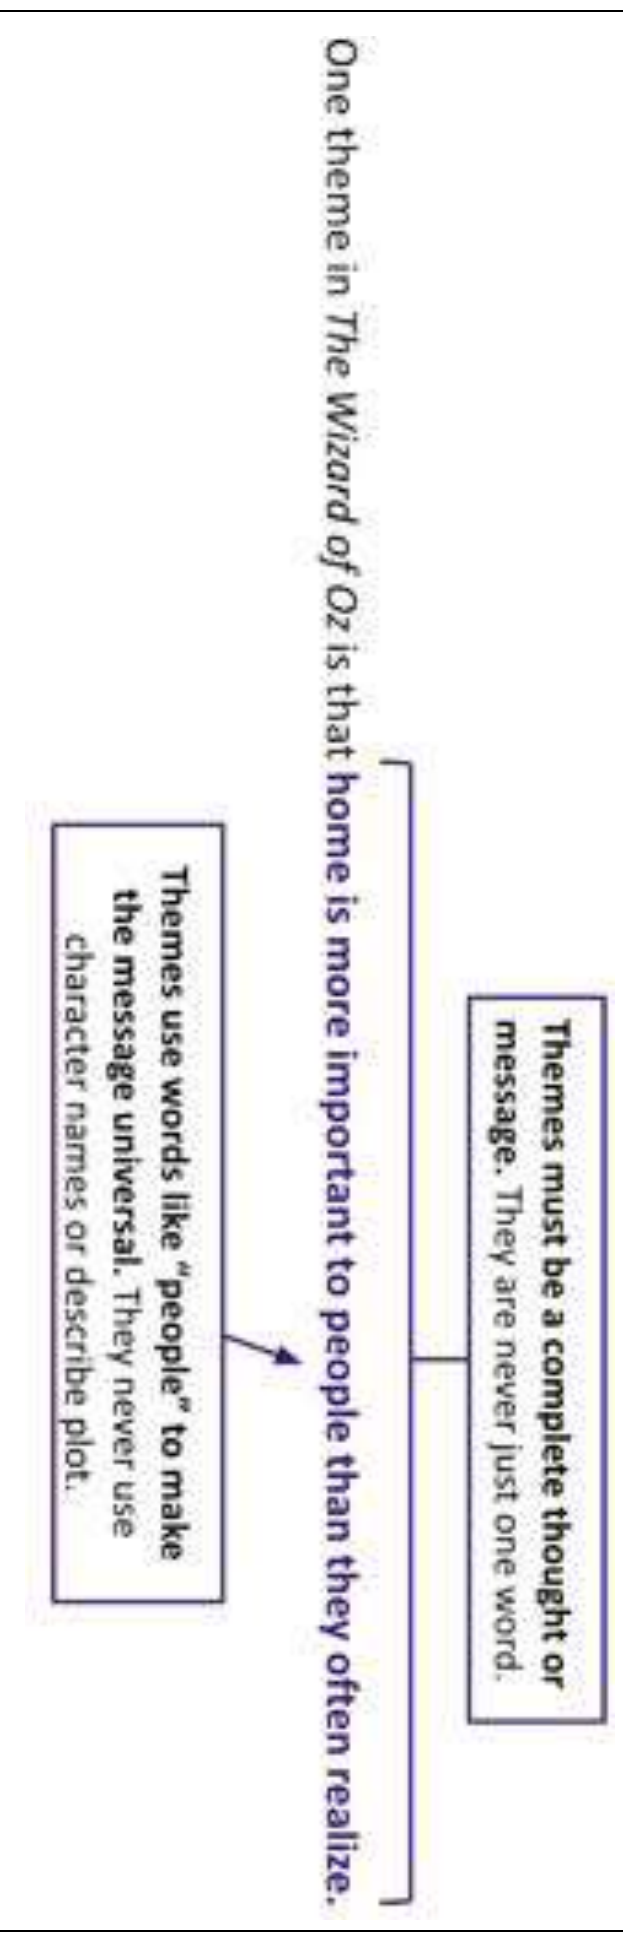 Themes must be a complete thought or
message. They are never just one word.
One theme in The Wizard of Oz is that home is more important to people than they often realize.
Themes use words like “people” to make
the message universal. They never use
character names or describe plot.